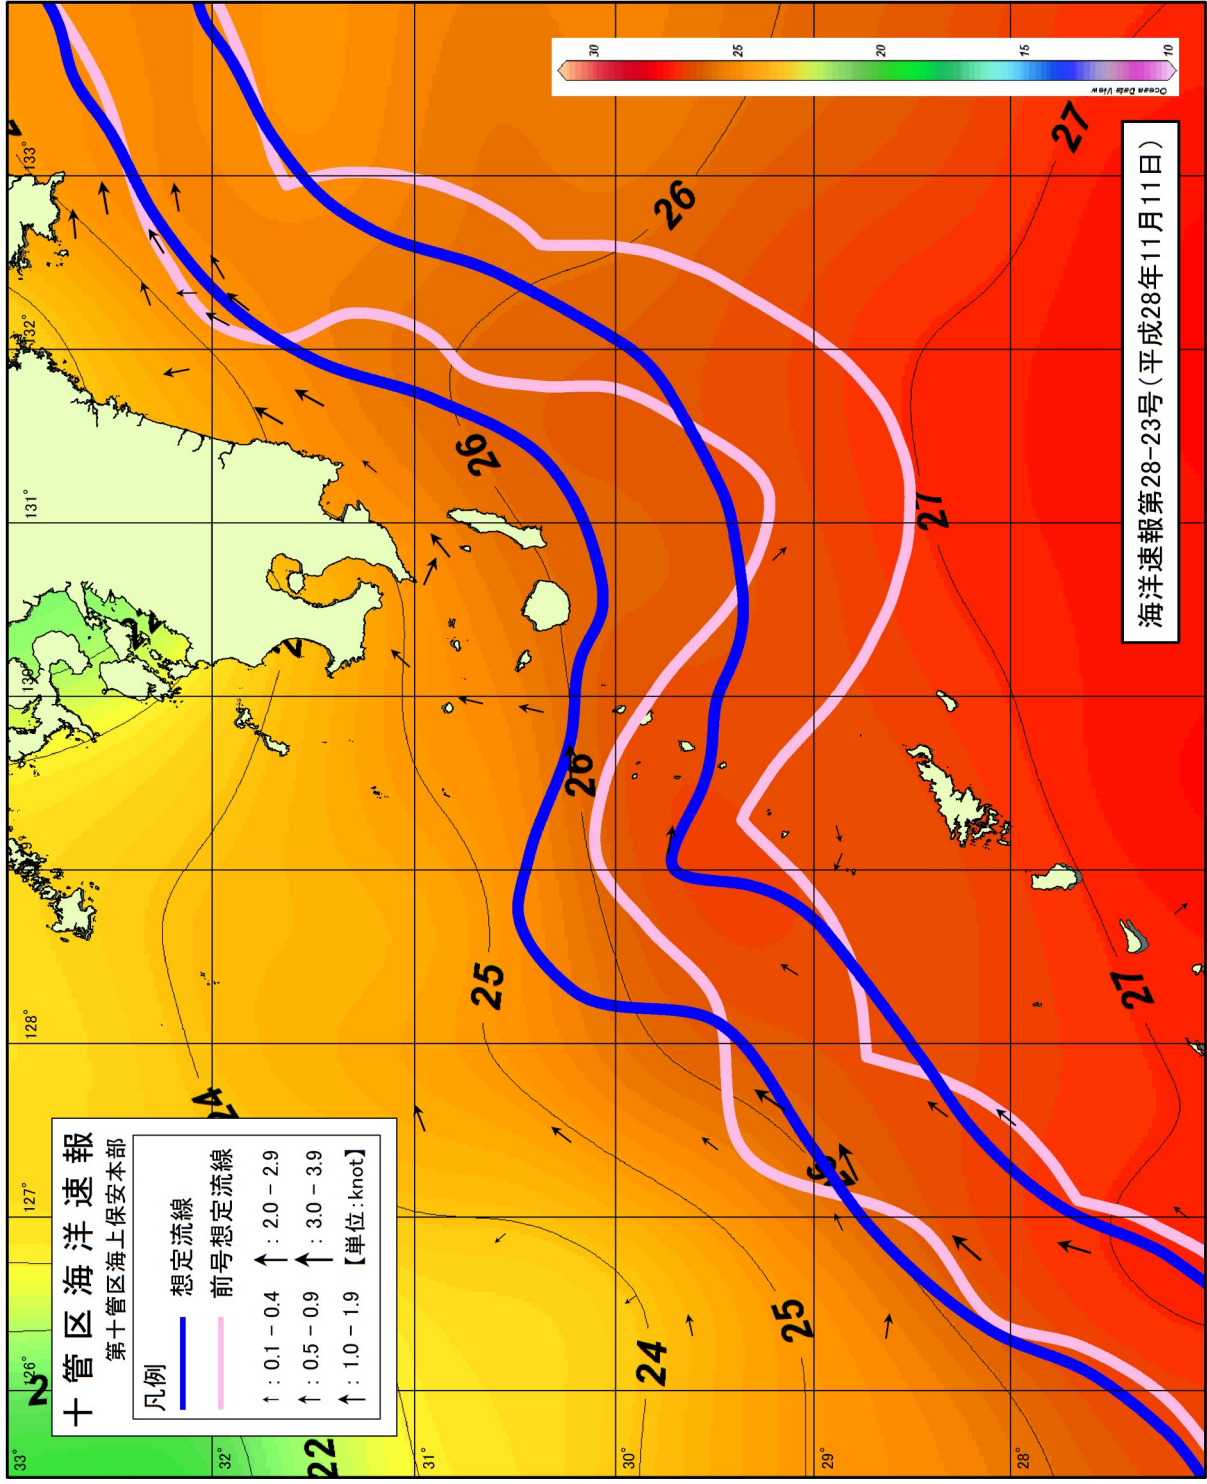 十管区海洋速報
第十管区海上保安本部
凡例
想定流線
前号想定流線
↑: 0.1 - 0.4 ↑: 2.0 - 2.9
↑: 0.5 - 0.9 ↑: 3.0 - 3.9
↑: 1.0 - 1.9 【単位:knot】
126°
127°
128°
131°
132°
133°
33°
32°
31°
30°
29°
28°
22
24
25
24
25
26
26
26
27
27
27
30
25
20
15
10
Ocean Data View
海洋速報第28-23号(平成28年11月11日)